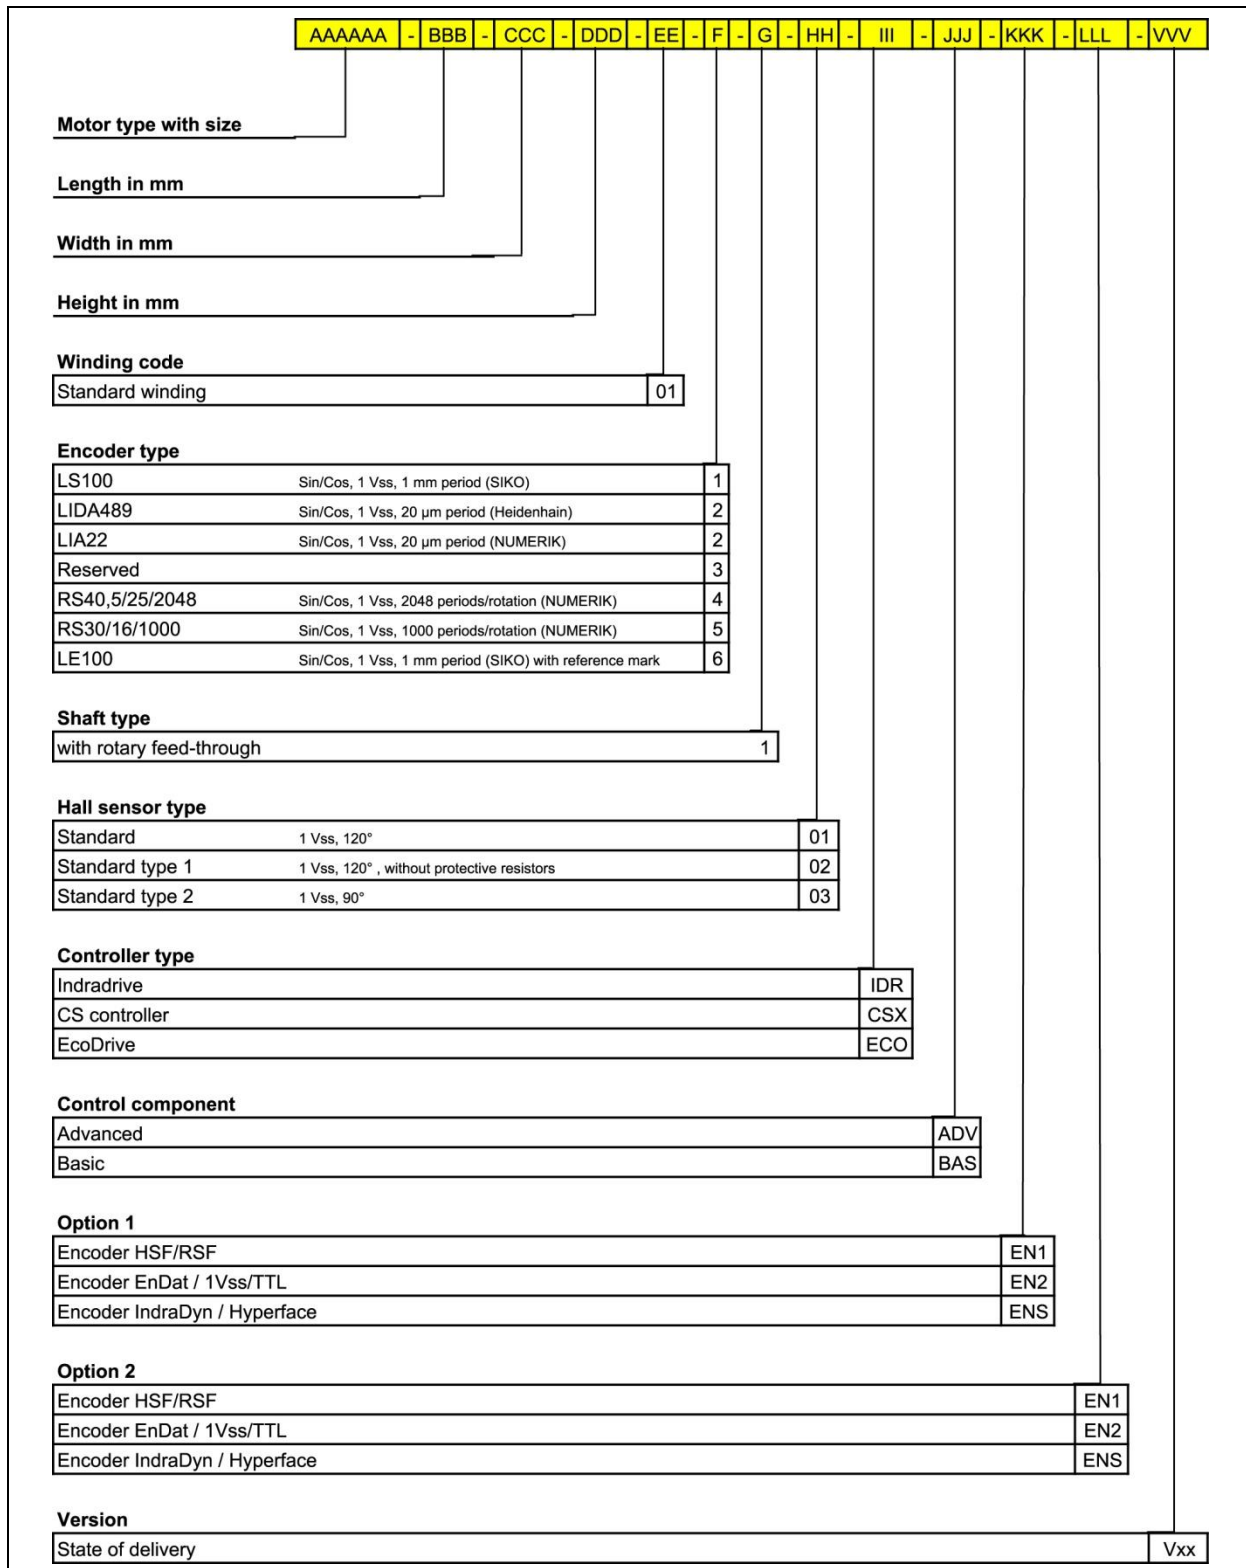 AAAAAA - BBB - CCC - DDD - EE - F - G - HH - III - JJJ - KKK - LLL - VVV
Motor type with size
Length in mm
Width in mm
Height in mm
Winding code
Standard winding 01
Encoder type
LS100 Sin/Cos, 1 Vss, 1 mm period (SIKO) 1
LIDA489 Sin/Cos, 1 Vss, 20 µm period (Heidenhain) 2
LIA22 Sin/Cos, 1 Vss, 20 µm period (NUMERIK) 2
Reserved 3
RS40,5/25/2048 Sin/Cos, 1 Vss, 2048 periods/rotation (NUMERIK) 4
RS30/16/1000 Sin/Cos, 1 Vss, 1000 periods/rotation (NUMERIK) 5
LE100 Sin/Cos, 1 Vss, 1 mm period (SIKO) with reference mark 6
Shaft type
with rotary feed-through 1
Hall sensor type
Standard 1 Vss, 120° 01
Standard type 1 1 Vss, 120° , without protective resistors 02
Standard type 2 1 Vss, 90° 03
Controller type
Indradrive IDR
CS controller CSX
EcoDrive ECO
Control component
Advanced ADV
Basic BAS
Option 1
Encoder HSF/RSF EN1
Encoder EnDat / 1Vss/TTL EN2
Encoder IndraDyn / Hyperface ENS
Option 2
Encoder HSF/RSF EN1
Encoder EnDat / 1Vss/TTL EN2
Encoder IndraDyn / Hyperface ENS
Version
State of delivery Vxx